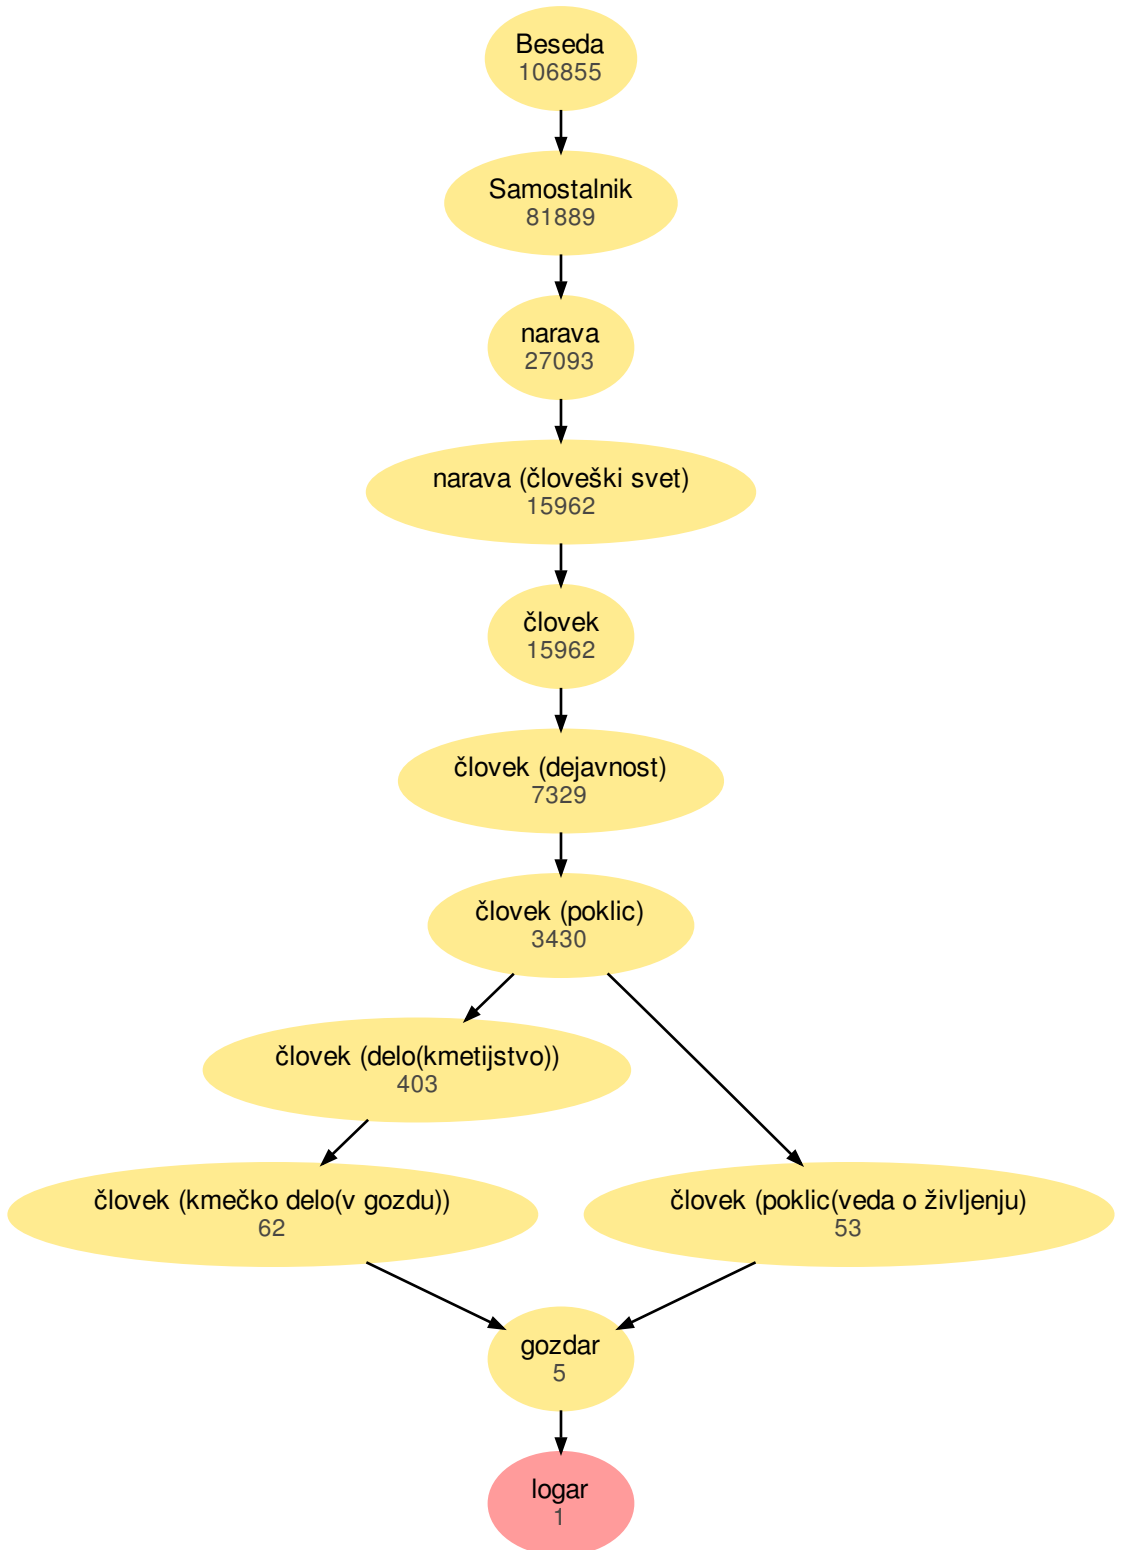 Beseda
106855
Samostalnik
81889
narava
27093
narava (človeški svet)
15962
človek
15962
človek (dejavnost)
7329
človek (poklic)
3430
človek (delo(kmetijstvo))
403
človek (kmečko delo(v gozdu))
62
človek (poklic(veda o življenju)
53
gozdar
5
logar
1